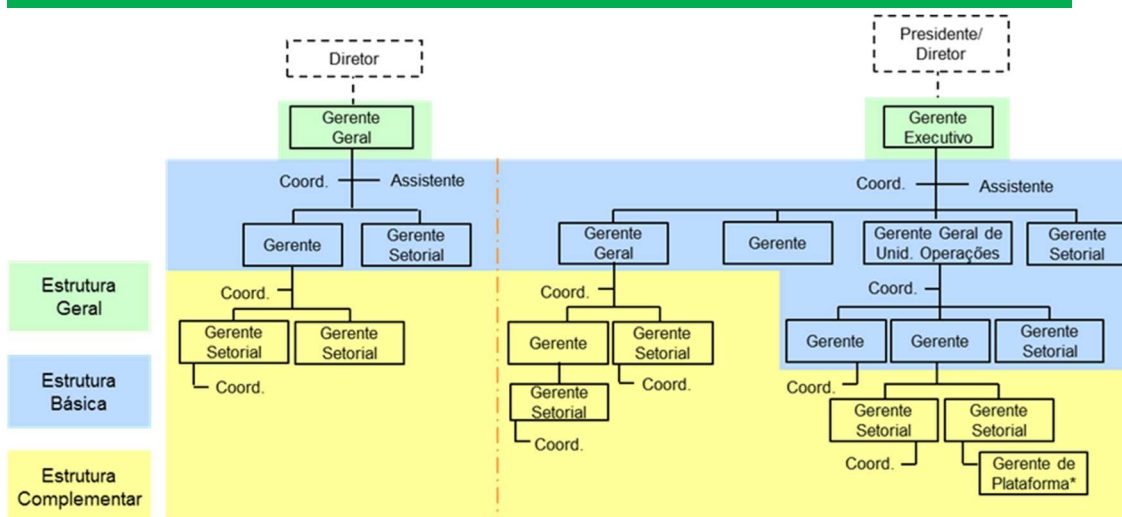 Presidente/
Diretor
Diretor
Gerente
Geral
Gerente
Executivo
Coord.
Assistente
Coord.
Assistente
Gerente
Gerente
Setorial
Gerente
Geral
Gerente
Gerente Geral de
Unid. Operações
Gerente
Setorial
Estrutura
Geral
Coord.
Coord.
Coord.
Gerente
Setorial
Gerente
Setorial
Gerente
Gerente
Setorial
Gerente
Gerente
Gerente
Setorial
Estrutura
Básica
Coord.
Gerente
Setorial
Coord.
Coord.
Coord.
Gerente
Setorial
Gerente
Setorial
Estrutura
Complementar
Coord.
Gerente de
Plataforma*